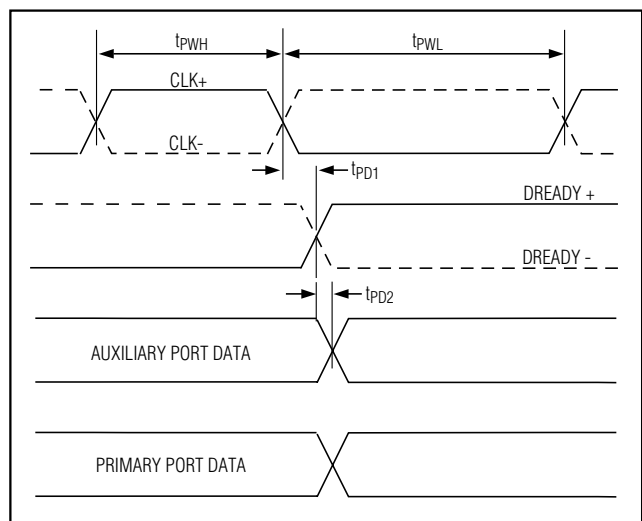 tPWH
tPWL
CLK+
CLK-
tPD1
DREADY +
DREADY -
tPD2
AUXILIARY PORT DATA
PRIMARY PORT DATA